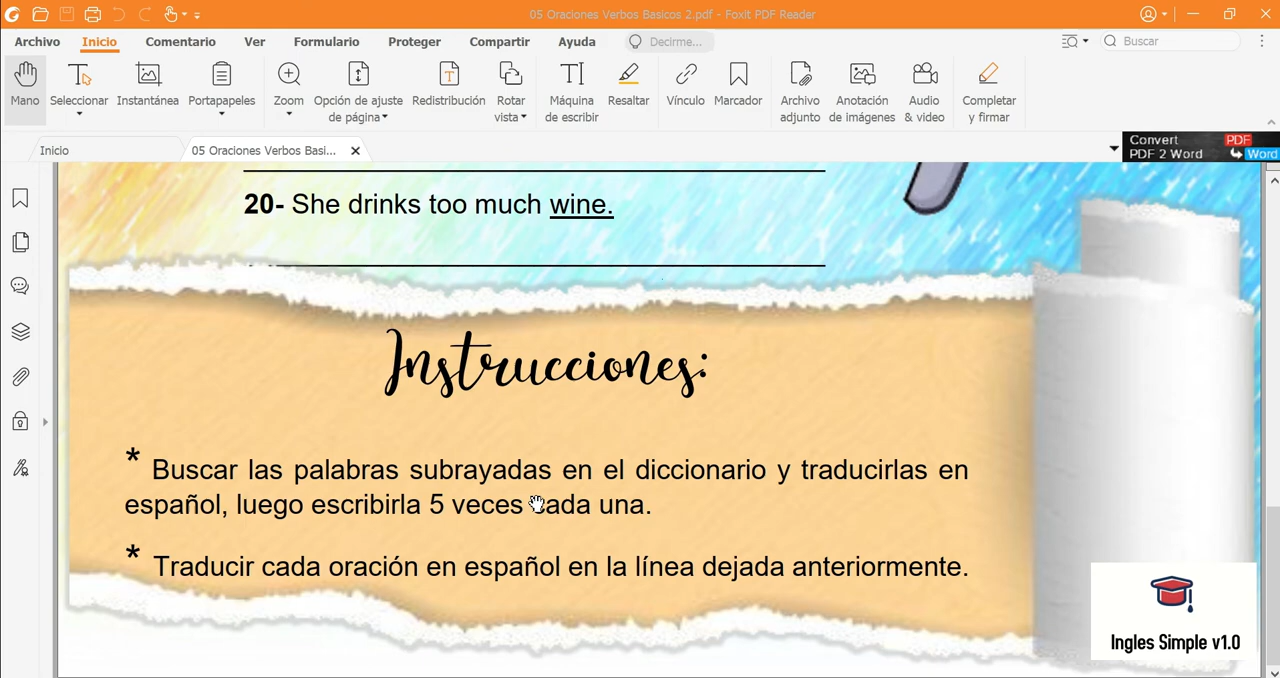 05 Oraciones Verbos Basicos 2.pdf - Foxit PDF Reader
Archivo Inicio Comentario Ver Formulario Proteger Compartir Ayuda Decirme... Buscar
Mano Seleccionar Instantánea Portapapeles Zoom Opción de ajuste de página Redistribución Rotar vista Máquina de escribir Resaltar Vínculo Marcador Archivo adjunto Anotación de imágenes Audio & video Completar y firmar
Inicio 05 Oraciones Verbos Basi...
Convert PDF
PDF 2 Word Word
20- She drinks too much wine.
Instrucciones:
* Buscar las palabras subrayadas en el diccionario y traducirlas en
español, luego escribirla 5 veces cada una.
* Traducir cada oración en español en la línea dejada anteriormente.
Ingles Simple v1.0